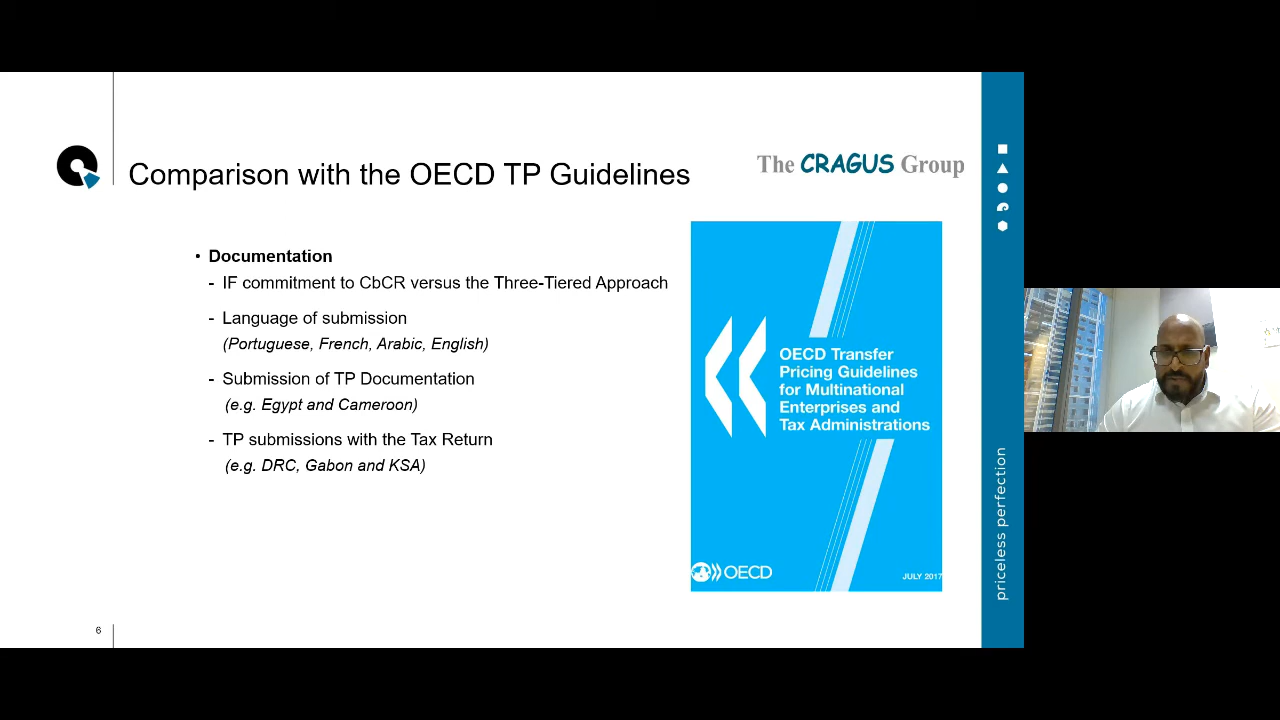 Comparison with the OECD TP Guidelines
The CRAGUS Group
• Documentation
- IF commitment to CbCR versus the Three-Tiered Approach
- Language of submission
(Portuguese, French, Arabic, English)
- Submission of TP Documentation
(e.g. Egypt and Cameroon)
- TP submissions with the Tax Return
(e.g. DRC, Gabon and KSA)
OECD Transfer
Pricing Guidelines
for Multinational
Enterprises and
Tax Administrations
OECD
JULY 2017
priceless perfection
6